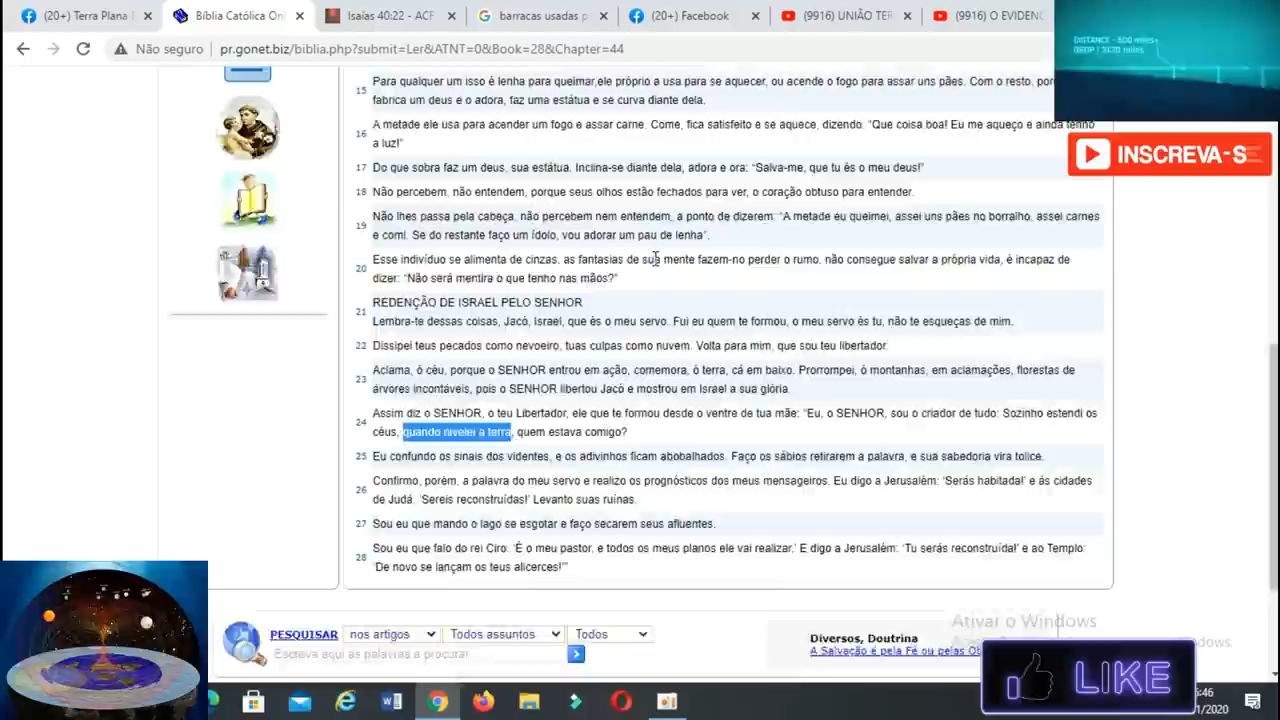 (20+) Terra Plana
Bíblia Católica On
Isaías 40:22 - ACF
barracas usadas p
(20+) Facebook
(9916) UNIÃO TER
(9916) O EVIDENC
Não seguro
pr.gonet.biz/biblia.php?submit=Ler&ATNT=0&Book=28&Chapter=44
DISTANCE - 600 miles
INSCREVA-S
15 Para qualquer um isso é lenha para queimar,ele próprio a usa para se aquecer, ou acende o fogo para assar uns pães. Com o resto, por
fabrica um deus e o adora, faz uma estátua e se curva diante dela.
16 A metade ele usa para acender um fogo e assar carne. Come, fica satisfeito e se aquece, dizendo: “Que coisa boa! Eu me aqueço e ainda tenho
a luz!”
17 Do que sobra faz um deus, sua estátua. Inclina-se diante dela, adora e ora: “Salva-me, que tu és o meu deus!”
18 Não percebem, não entendem, porque seus olhos estão fechados para ver, o coração obtuso para entender.
19 Não lhes passa pela cabeça, não percebem nem entendem, a ponto de dizerem: “A metade eu queimei, assei uns pães no borralho, assei carnes
e comi. Se do restante faço um ídolo, vou adorar um pau de lenha”.
20 Esse indivíduo se alimenta de cinzas, as fantasias de sua mente fazem-no perder o rumo, não consegue salvar a própria vida, é incapaz de
dizer: “Não será mentira o que tenho nas mãos?”
REDENÇÃO DE ISRAEL PELO SENHOR
21 Lembra-te dessas coisas, Jacó, Israel, que és o meu servo. Fui eu quem te formou, o meu servo és tu, não te esqueças de mim.
22 Dissipei teus pecados como nevoeiro, tuas culpas como nuvem. Volta para mim, que sou teu libertador.
23 Aclama, ó céu, porque o SENHOR entrou em ação, comemora, ó terra, cá em baixo. Prorrompei, ó montanhas, em aclamações, florestas de
árvores incontáveis, pois o SENHOR libertou Jacó e mostrou em Israel a sua glória.
24 Assim diz o SENHOR, o teu Libertador, ele que te formou desde o ventre de tua mãe: “Eu, o SENHOR, sou o criador de tudo: Sozinho estendi os
céus, quando nivelei a terra, quem estava comigo?
25 Eu confundo os sinais dos videntes, e os adivinhos ficam abobalhados. Faço os sábios retirarem a palavra, e sua sabedoria vira tolice.
26 Confirmo, porém, a palavra do meu servo e realizo os prognósticos dos meus mensageiros. Eu digo a Jerusalém: ‘Serás habitada!’ e às cidades
de Judá: ‘Sereis reconstruídas!’ Levanto suas ruínas.
27 Sou eu que mando o lago se esgotar e faço secarem seus afluentes.
28 Sou eu que falo do rei Ciro: ‘É o meu pastor, e todos os meus planos ele vai realizar.’ E digo a Jerusalém: ‘Tu serás reconstruída!’ e ao Templo:
‘De novo se lançam os teus alicerces!’”
PESQUISAR nos artigos Todos assuntos Todos
Escreva aqui as palavras a procurar
Diversos, Doutrina
A Salvação é pela Fé ou pelas Ob
Ativar o Windows
LIKE